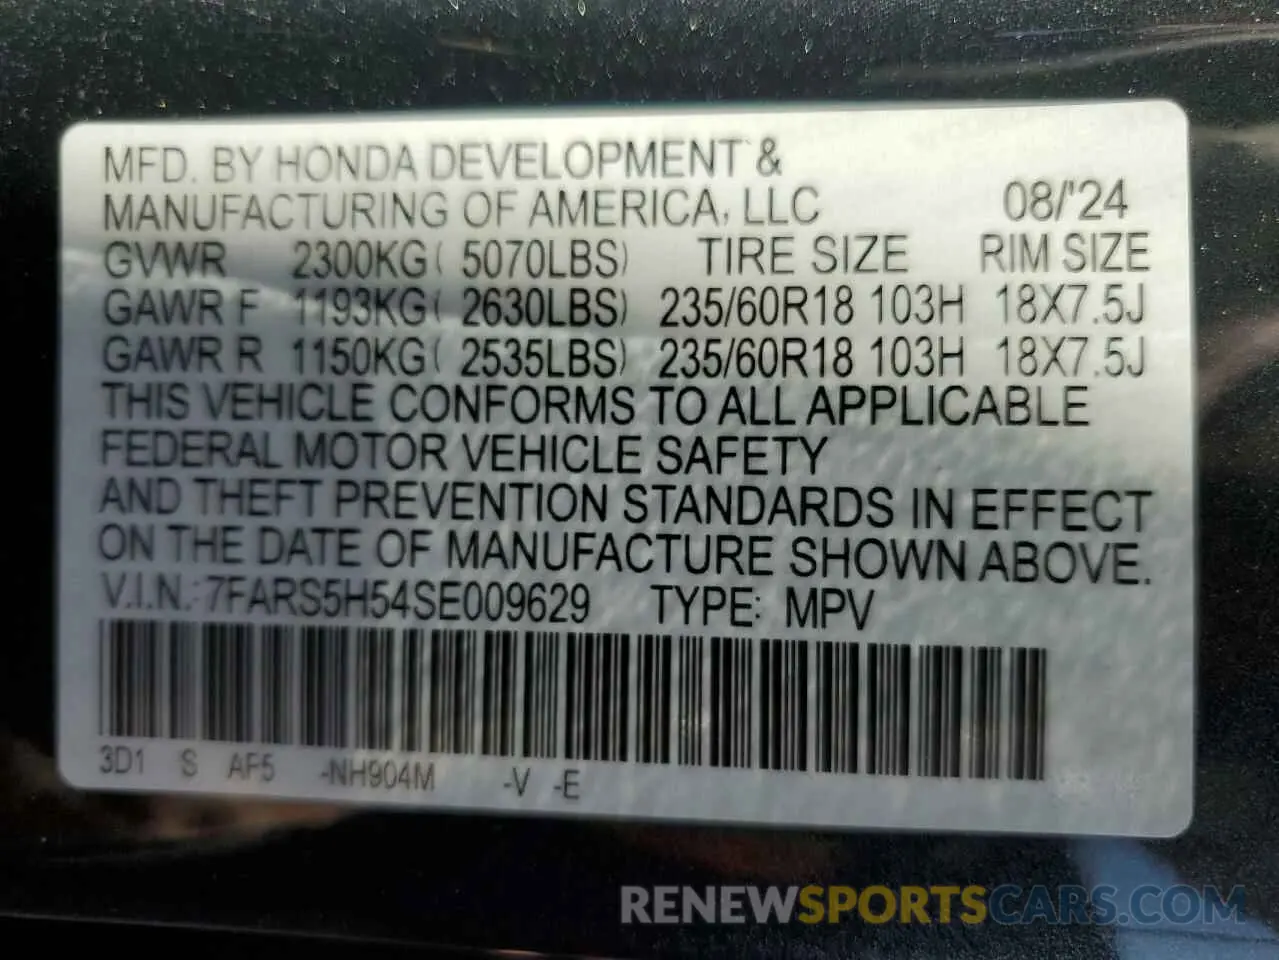 MFD. BY HONDA DEVELOPMENT &
MANUFACTURING OF AMERICA, LLC 08/'24
GVWR 2300KG( 5070LBS) TIRE SIZE RIM SIZE
GAWR F 1193KG( 2630LBS) 235/60R18 103H 18X7.5J
GAWR R 1150KG( 2535LBS) 235/60R18 103H 18X7.5J
THIS VEHICLE CONFORMS TO ALL APPLICABLE
FEDERAL MOTOR VEHICLE SAFETY
AND THEFT PREVENTION STANDARDS IN EFFECT
ON THE DATE OF MANUFACTURE SHOWN ABOVE.
V.I.N.: 7FARS5H54SE009629 TYPE: MPV
3D1 S AF5 -NH904M -V -E
RENEWSPORTSCARS.COM